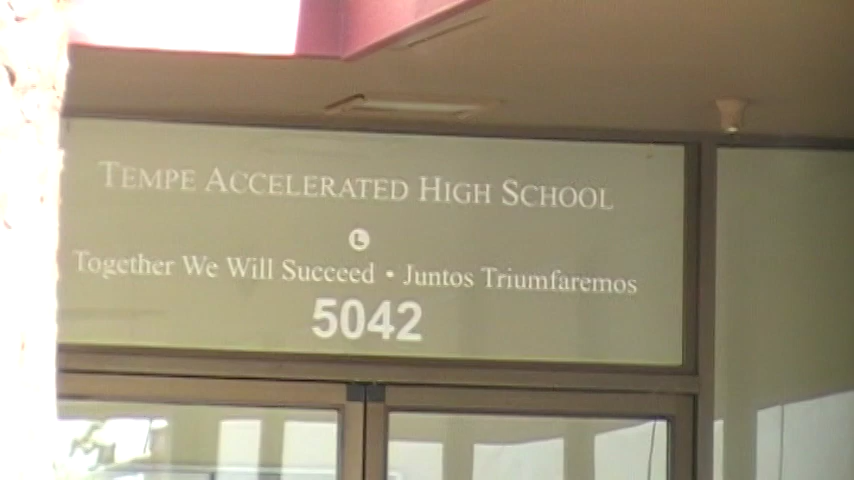 TEMPE ACCELERATED HIGH SCHOOL
L
Together We Will Succeed • Juntos Triumfaremos
5042